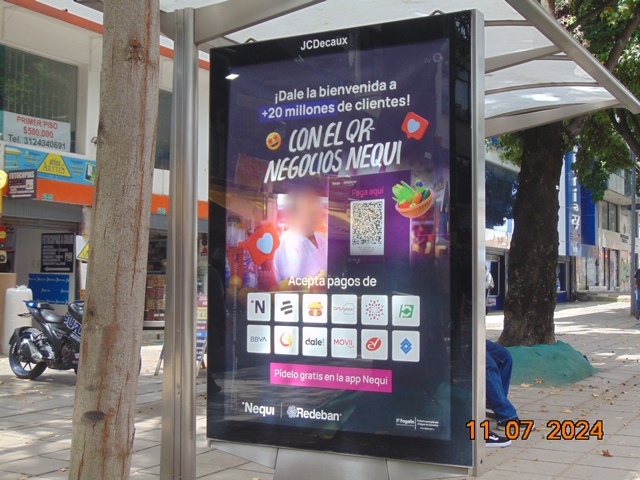 JCDecaux
¡Dale la bienvenida a
+20 millones de clientes!
CON EL QR
NEGOCIOS NEQUI
Paga aquí
Acepta pagos de
N
BBVA
dale!
MOVII
Pídelo gratis en la app Nequi
Nequi
Redeban
PRIMER PISO
$500.000
Tel. 3124340691
11 07 2024